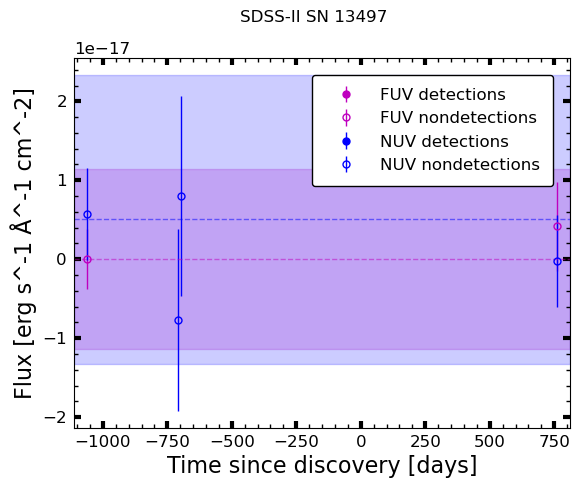 SDSS-II SN 13497
1e−17
FUV detections
FUV nondetections
NUV detections
NUV nondetections
2
1
0
−1
−2
Flux [erg s^-1 Å^-1 cm^-2]
−1000 −750 −500 −250 0 250 500 750
Time since discovery [days]